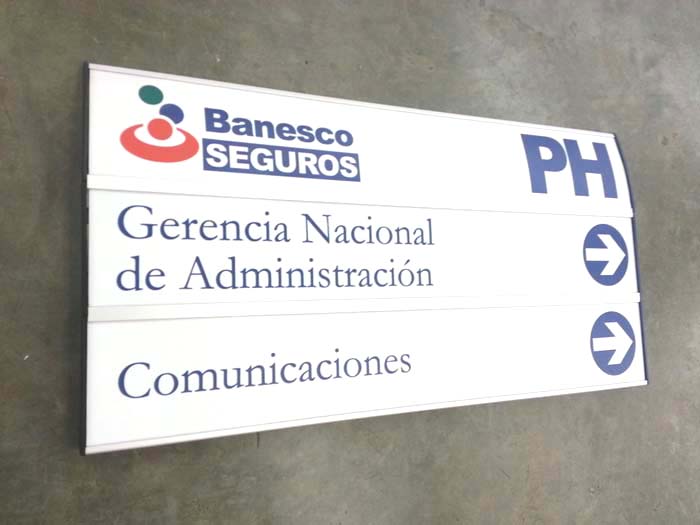 Banesco
SEGUROS
PH
Gerencia Nacional
de Administración
Comunicaciones